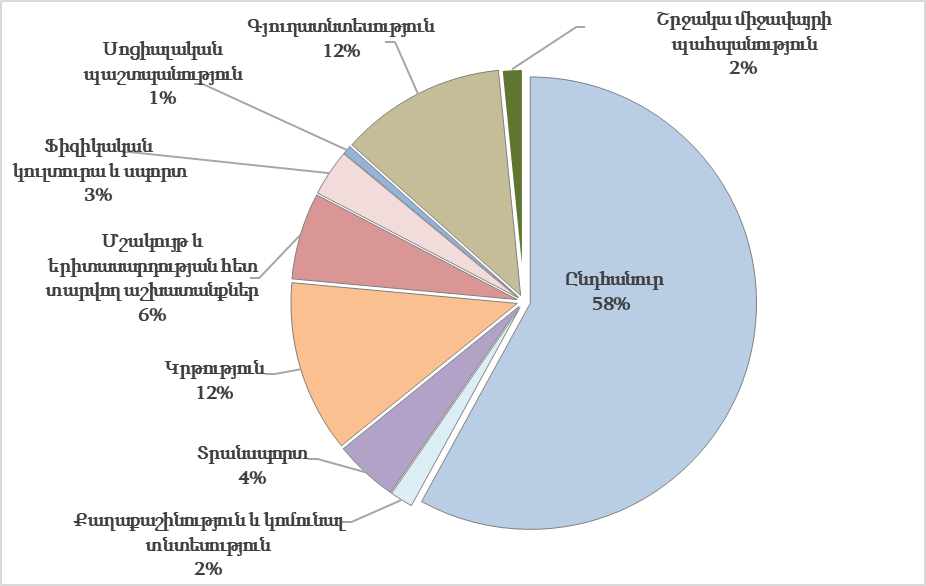 Գյուղատնտեսություն
12%
Շրջակա միջավայրի
պահպանություն
2%
Սոցիալական
պաշտպանություն
1%
Ֆիզիկական
կուլտուրա և սպորտ
3%
Մշակույթ և
երիտասարդության հետ
տարվող աշխատանքներ
6%
Ընդհանուր
58%
Կրթություն
12%
Տրանսպորտ
4%
Քաղաքաշինություն և կոմունալ
տնտեսություն
2%